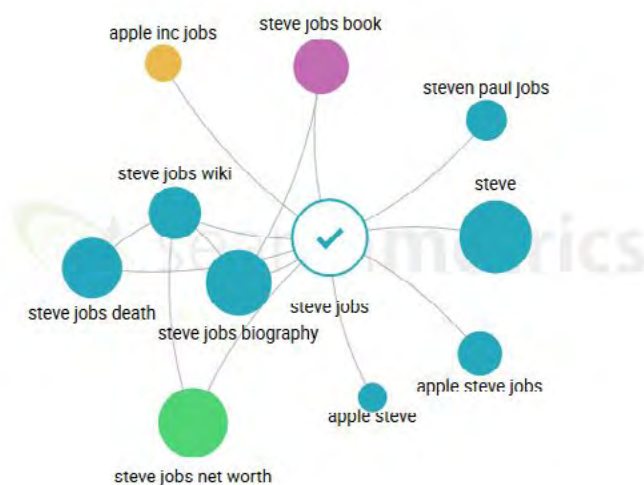 apple inc jobs
steve jobs book
steven paul jobs
steve jobs wiki
steve
steve jobs death
steve jobs biography
steve jobs
apple steve jobs
apple steve
steve jobs net worth